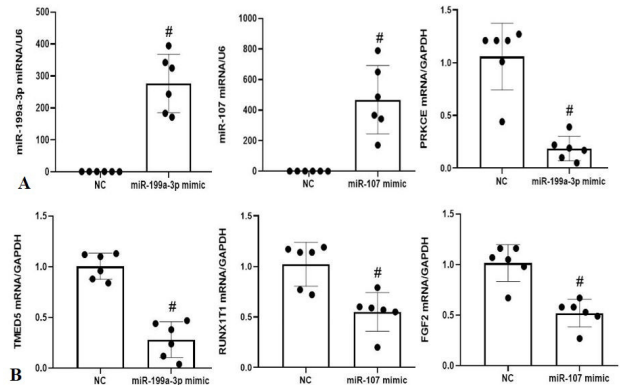 miR-199a-3p miRNA/U6
500
400
300
200
100
0
#
NC
miR-199a-3p mimic
miR-107 miRNA/U6
1000
800
600
400
200
0
#
NC
miR-107 mimic
PRKCE mRNA/GAPDH
1.5
1.0
0.5
0.0
#
NC
miR-199a-3p mimic
A
TMED5 mRNA/GAPDH
1.5
1.0
0.5
0.0
#
NC
miR-199a-3p mimic
RUNX1T1 mRNA/GAPDH
1.5
1.0
0.5
0.0
#
NC
miR-107 mimic
FGF2 mRNA/GAPDH
1.5
1.0
0.5
0.0
#
NC
miR-107 mimic
B